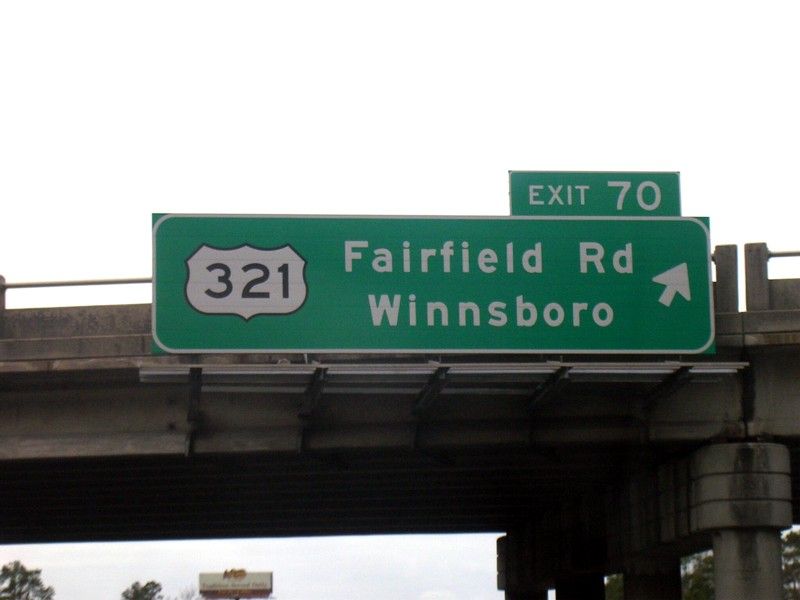 EXIT 70
321
Fairfield Rd
Winnsboro